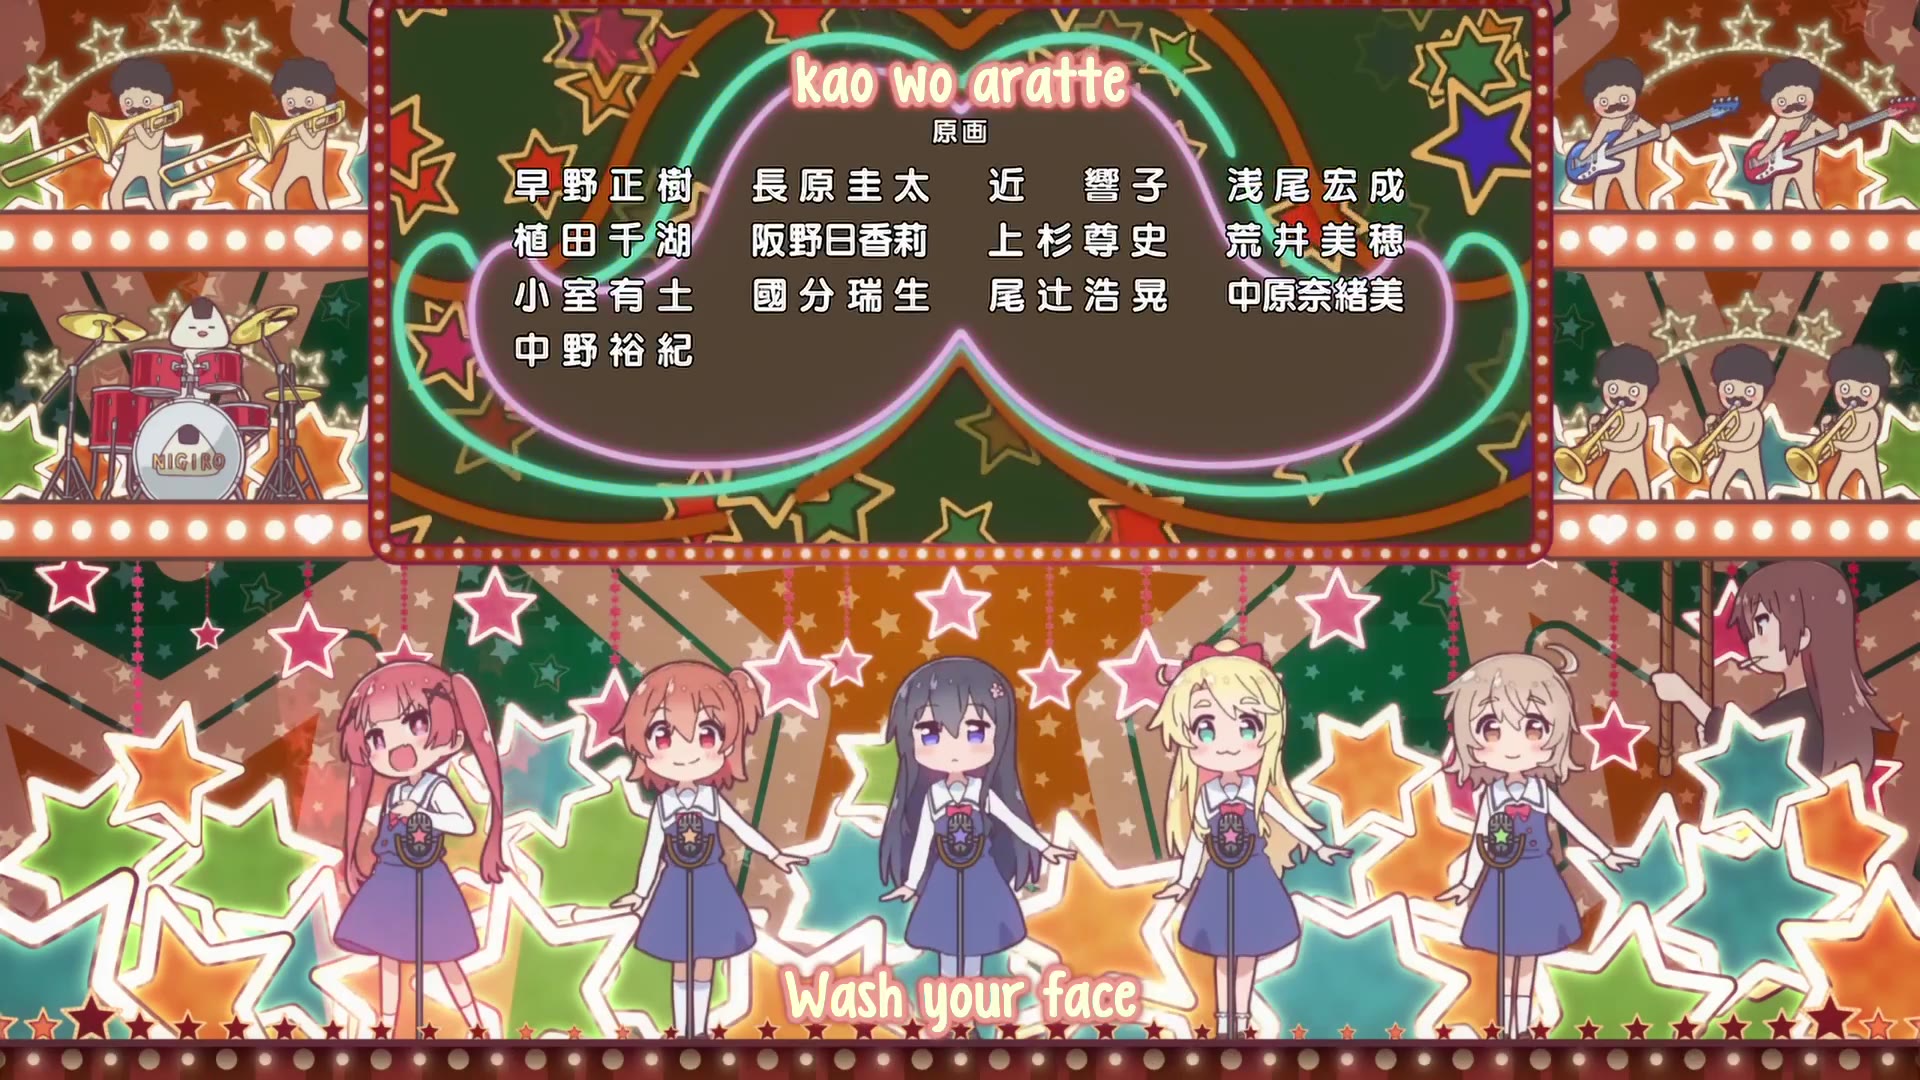 kao wo aratte
原画
早野正樹 長原圭太 近 響子 浅尾宏成
植田千湖 阪野日香莉 上杉尊史 荒井美穂
小室有土 國分瑞生 尾辻浩晃 中原奈緒美
中野裕紀
NIGIRO
Wash your face